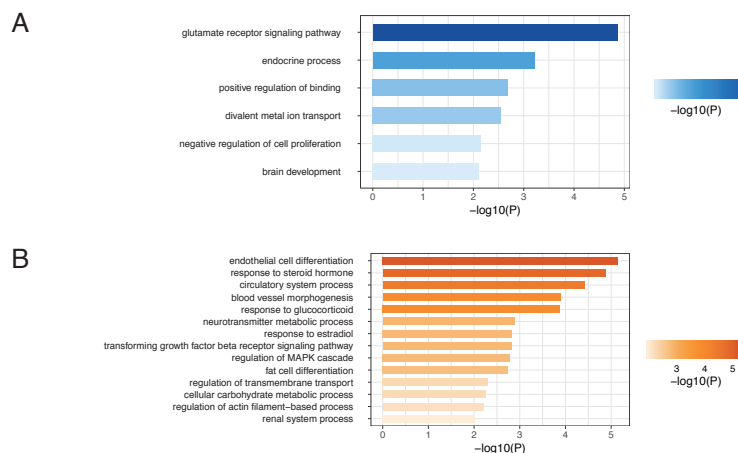 A
glutamate receptor signaling pathway
endocrine process
positive regulation of binding
divalent metal ion transport
negative regulation of cell proliferation
brain development
0 1 2 3 4 5
−log10(P)
−log10(P)
B
endothelial cell differentiation
response to steroid hormone
circulatory system process
blood vessel morphogenesis
response to glucocorticoid
neurotransmitter metabolic process
response to estradiol
transforming growth factor beta receptor signaling pathway
regulation of MAPK cascade
fat cell differentiation
regulation of transmembrane transport
cellular carbohydrate metabolic process
regulation of actin filament−based process
renal system process
0 1 2 3 4 5
−log10(P)
3 4 5
−log10(P)